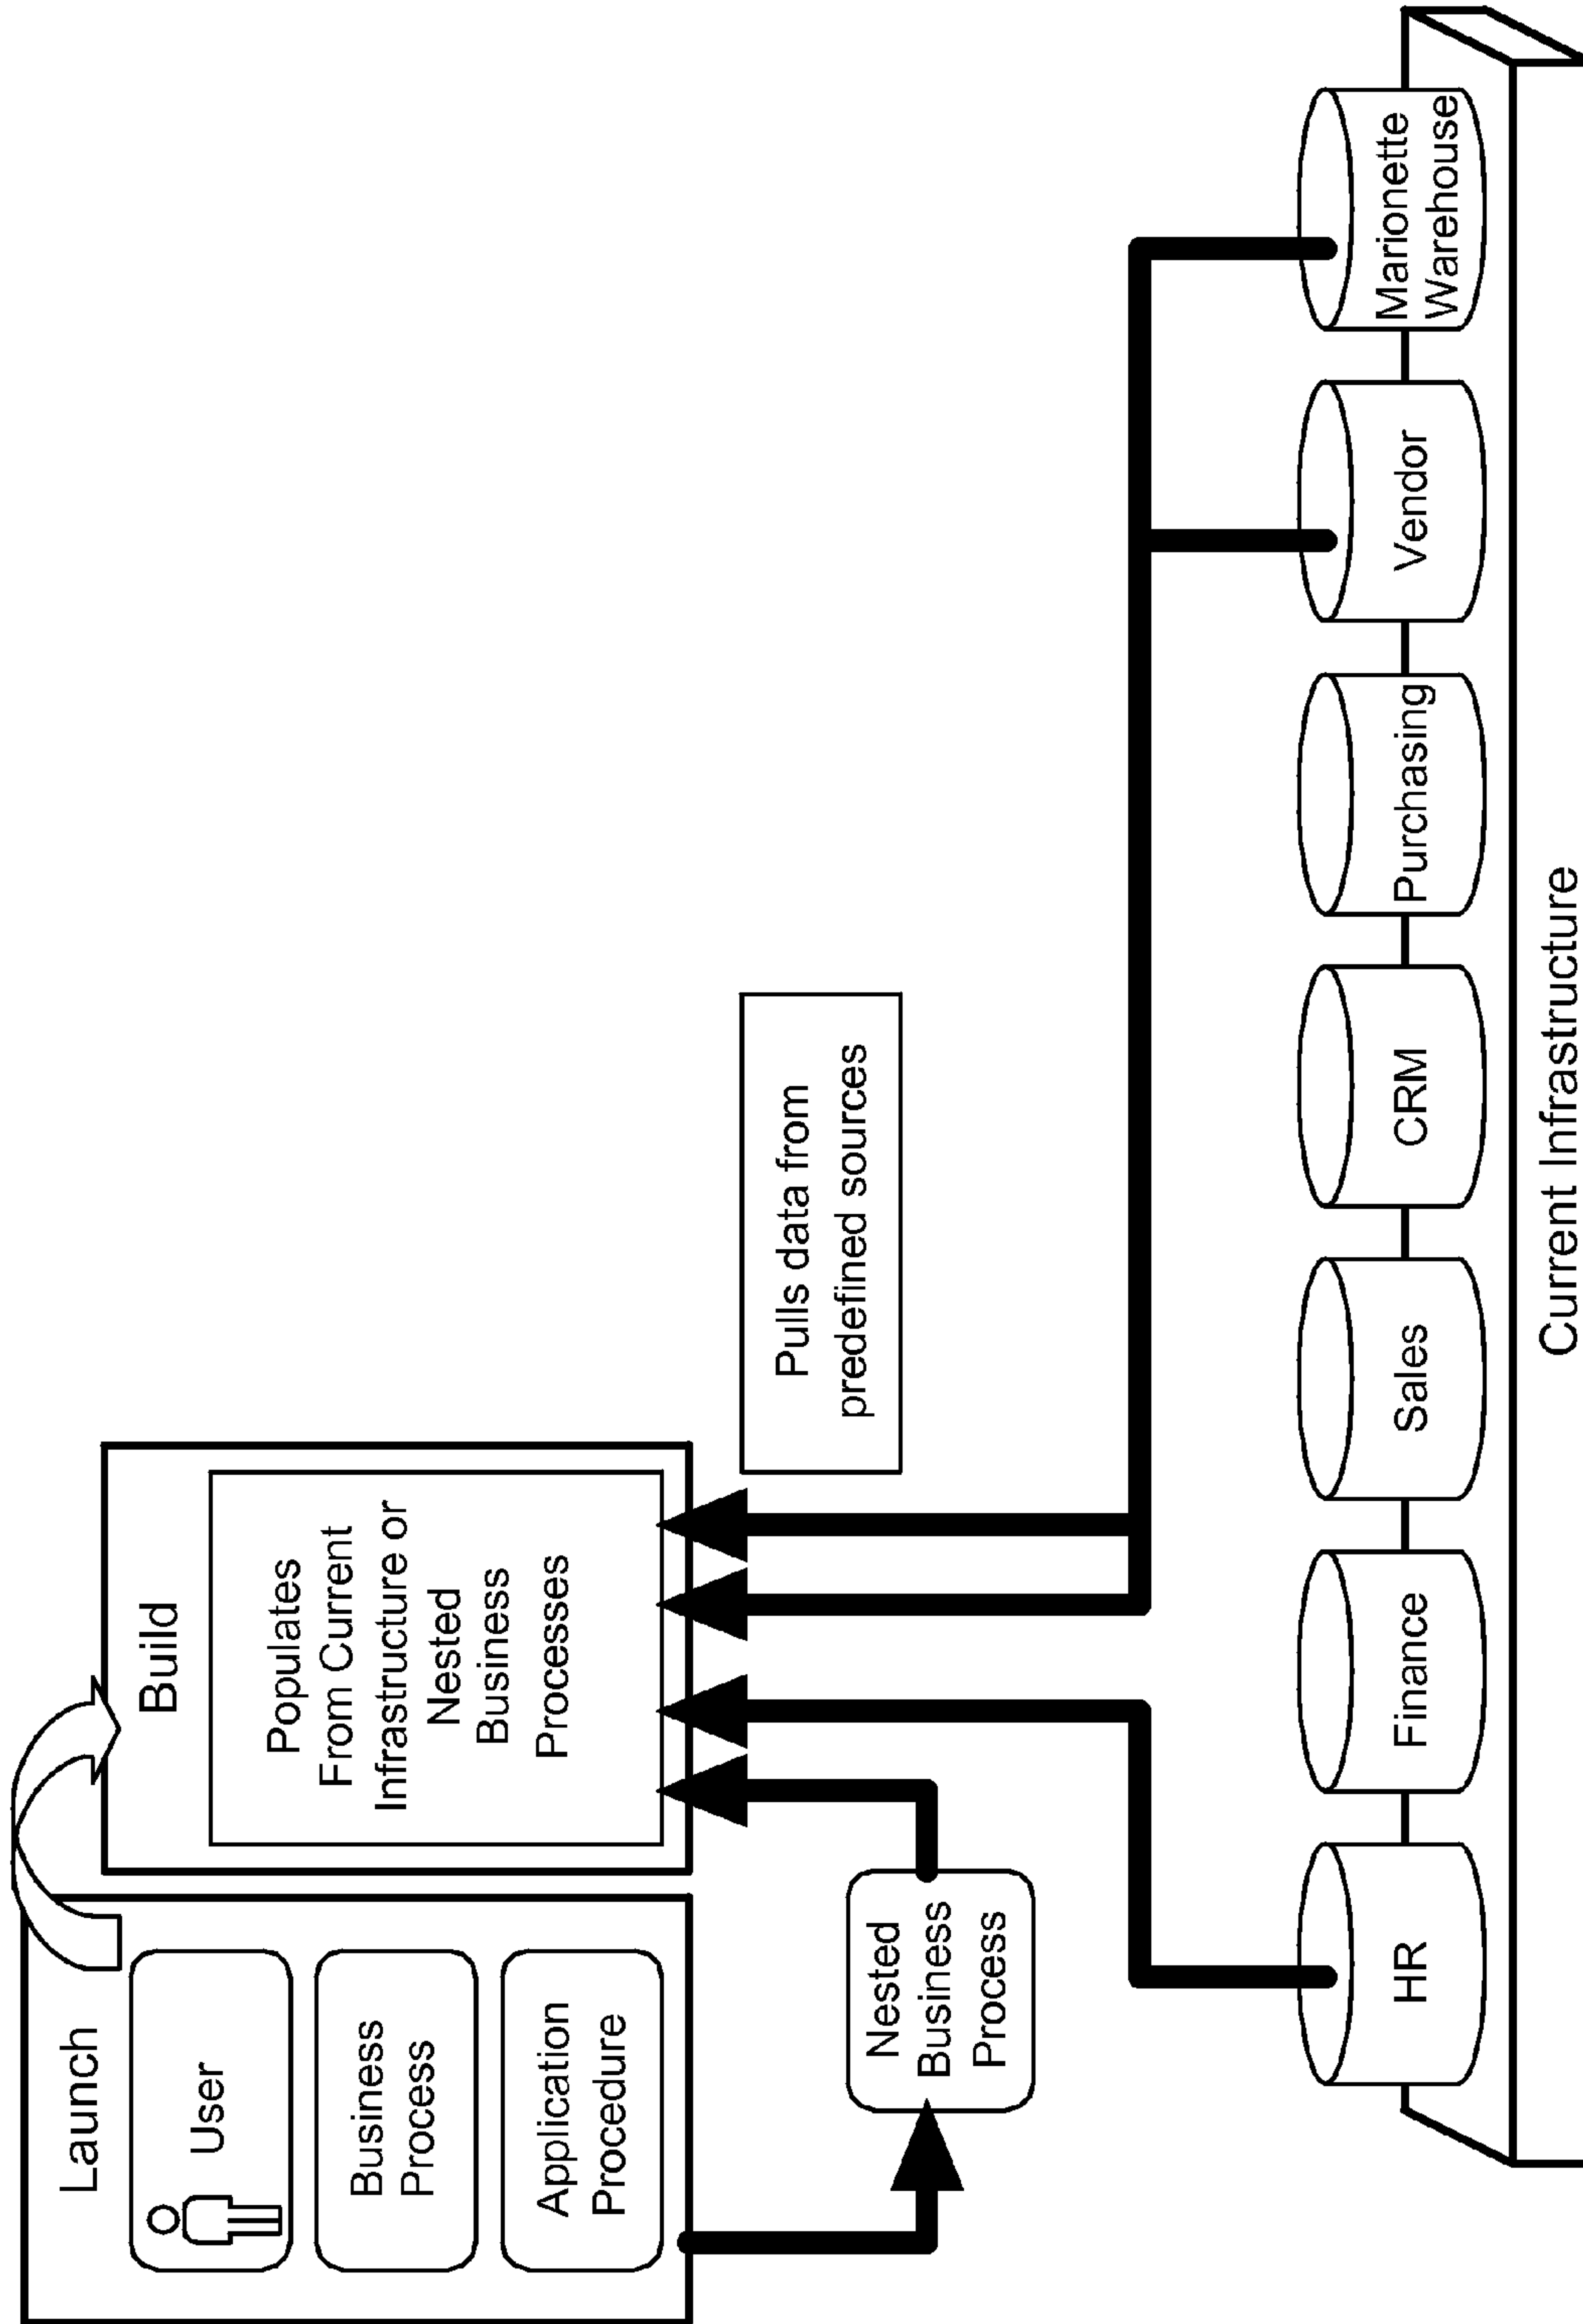 Launch
User
Business
Process
Application
Procedure
Build
Populates
From Current
Infrastructure or
Nested
Business
Processes
Nested
Business
Process
Pulls data from
predefined sources
HR
Finance
Sales
CRM
Purchasing
Vendor
Marionette
Warehouse
Current Infrastructure